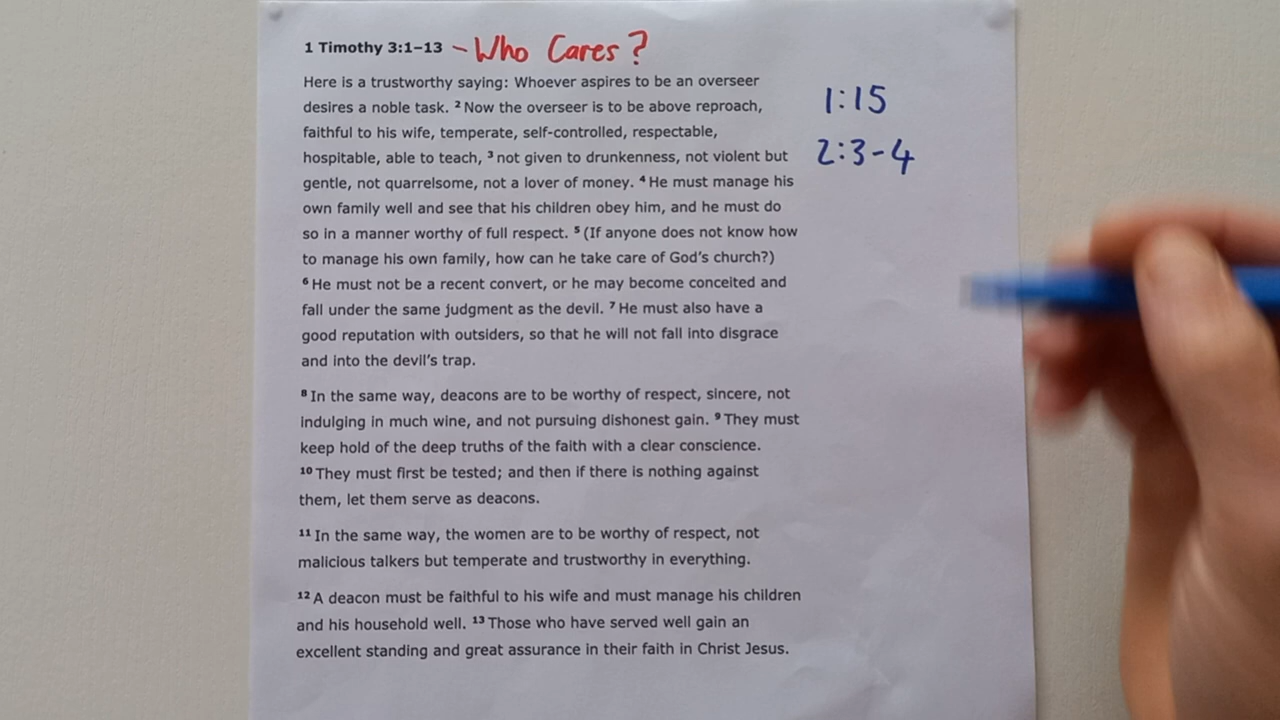 1 Timothy 3:1–13 – Who Cares?
Here is a trustworthy saying: Whoever aspires to be an overseer
desires a noble task. ² Now the overseer is to be above reproach,
faithful to his wife, temperate, self-controlled, respectable,
hospitable, able to teach, ³ not given to drunkenness, not violent but
gentle, not quarrelsome, not a lover of money. ⁴ He must manage his
own family well and see that his children obey him, and he must do
so in a manner worthy of full respect. ⁵ (If anyone does not know how
to manage his own family, how can he take care of God’s church?)
⁶ He must not be a recent convert, or he may become conceited and
fall under the same judgment as the devil. ⁷ He must also have a
good reputation with outsiders, so that he will not fall into disgrace
and into the devil’s trap.
⁸ In the same way, deacons are to be worthy of respect, sincere, not
indulging in much wine, and not pursuing dishonest gain. ⁹ They must
keep hold of the deep truths of the faith with a clear conscience.
¹⁰ They must first be tested; and then if there is nothing against
them, let them serve as deacons.
¹¹ In the same way, the women are to be worthy of respect, not
malicious talkers but temperate and trustworthy in everything.
¹² A deacon must be faithful to his wife and must manage his children
and his household well. ¹³ Those who have served well gain an
excellent standing and great assurance in their faith in Christ Jesus.
1:15
2:3-4